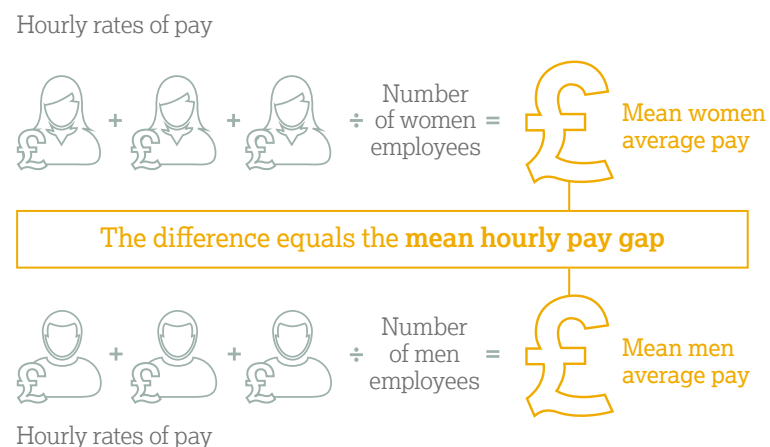 Hourly rates of pay
£ + £ + £ ÷ Number of women employees = £ Mean women average pay
The difference equals the mean hourly pay gap
£ + £ + £ ÷ Number of men employees = £ Mean men average pay
Hourly rates of pay